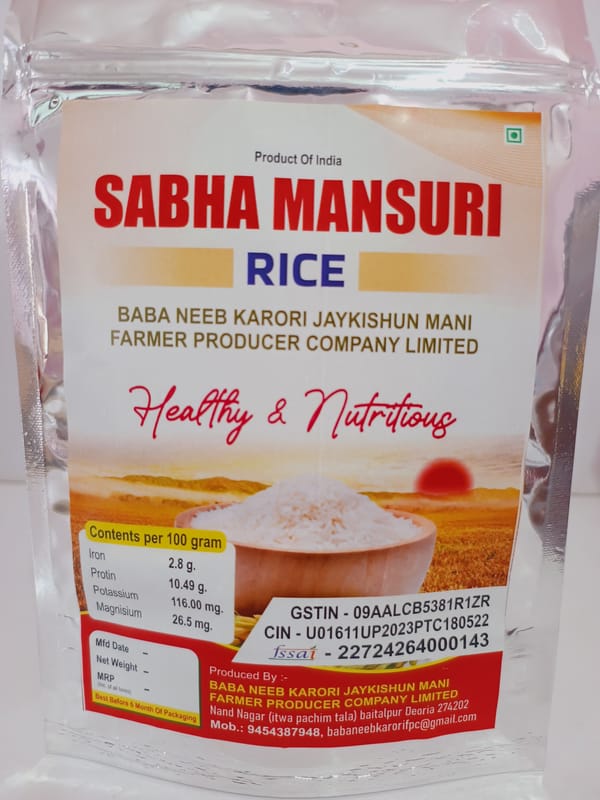 Product Of India
SABHA MANSURI
RICE
BABA NEEB KARORI JAYKISHUN MANI
FARMER PRODUCER COMPANY LIMITED
Healthy & Nutritious
Contents per 100 gram
Iron 2.8 g.
Protin 10.49 g.
Potassium 116.00 mg.
Magnisium 26.5 mg.
GSTIN - 09AALCB5381R1ZR
CIN - U01611UP2023PTC180522
fssai - 22724264000143
Mfd Date -
Net Weight -
MRP -
(Inc. of all taxes)
Best Before 6 Month Of Packaging
Produced By :-
BABA NEEB KARORI JAYKISHUN MANI
FARMER PRODUCER COMPANY LIMITED
Nand Nagar (itwa pachim tala) baitalpur Deoria 274202
Mob.: 9454387948, babaneebkarorifpc@gmail.com